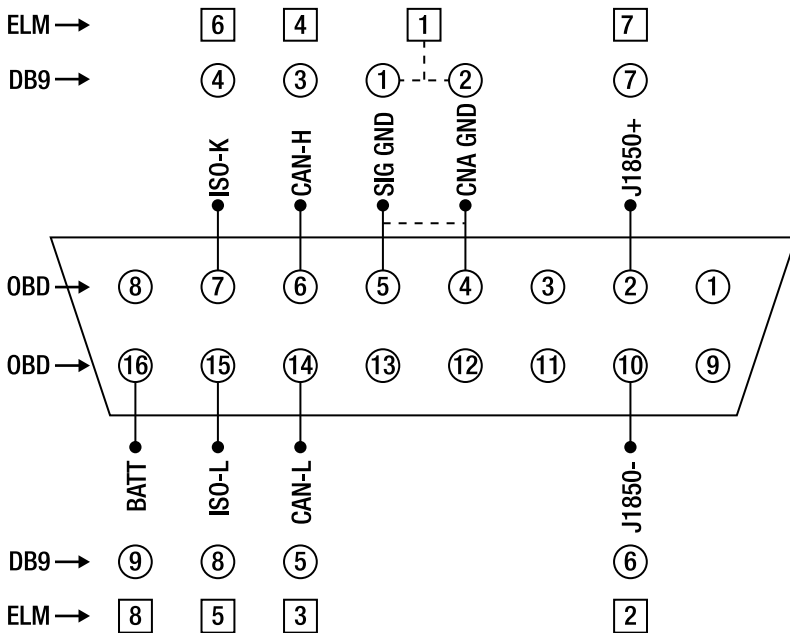 ELM 6 4 1 7
DB9 4 3 1 2 7
ISO-K CAN-H SIG GND CNA GND J1850+
OBD 8 7 6 5 4 3 2 1
OBD 16 15 14 13 12 11 10 9
BATT ISO-L CAN-L J1850-
DB9 9 8 5 6
ELM 8 5 3 2